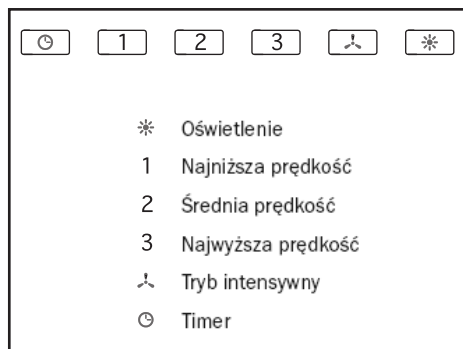 1 2 3
Oświetlenie
1 Najniższa prędkość
2 Średnia prędkość
3 Najwyższa prędkość
Tryb intensywny
Timer